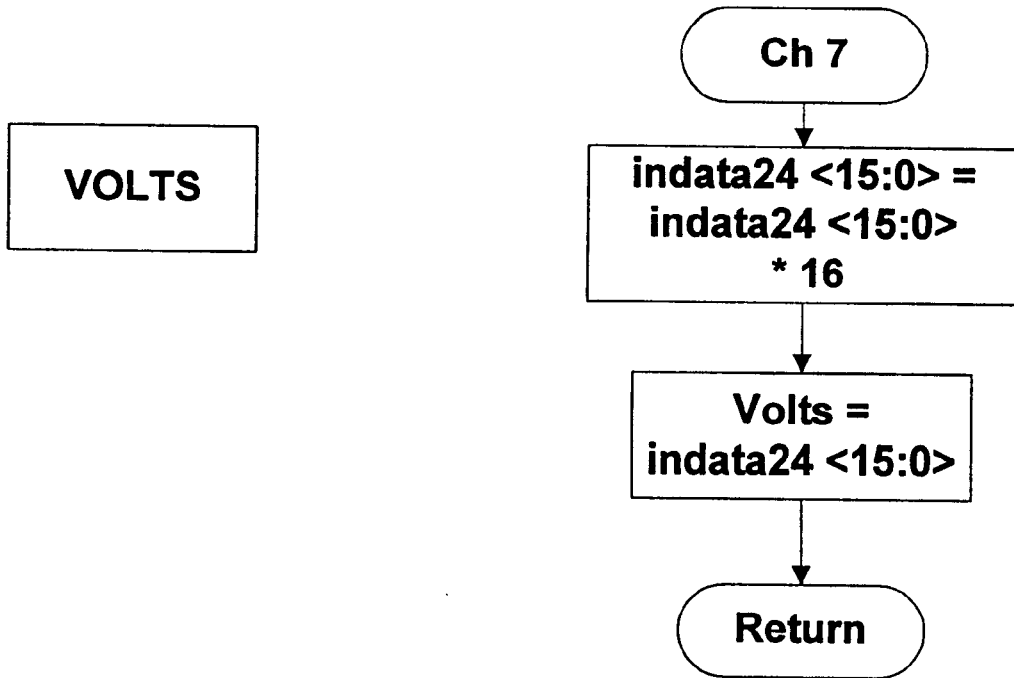 Ch 7
VOLTS
indata24 <15:0> =
indata24 <15:0>
* 16
Volts =
indata24 <15:0>
Return